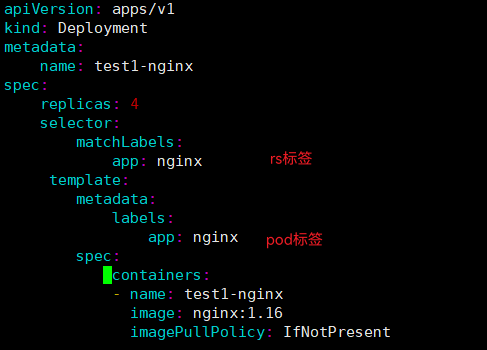 apiVersion: apps/v1
kind: Deployment
metadata:
    name: test1-nginx
spec:
    replicas: 4
    selector:
        matchLabels:
            app: nginx    rs标签
     template:
        metadata:
            labels:
                app: nginx    pod标签
        spec:
            containers:
            - name: test1-nginx
              image: nginx:1.16
              imagePullPolicy: IfNotPresent